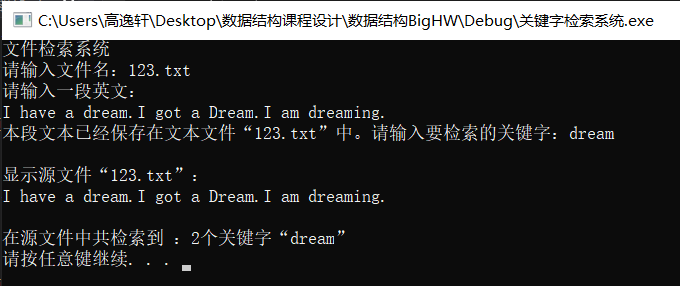 C:\Users\高逸轩\Desktop\数据结构课程设计\数据结构BigHW\Debug\关键字检索系统.exe
文件检索系统
请输入文件名：123.txt
请输入一段英文：
I have a dream.I got a Dream.I am dreaming.
本段文本已经保存在文本文件“123.txt”中。请输入要检索的关键字：dream
显示源文件“123.txt”：
I have a dream.I got a Dream.I am dreaming.
在源文件中共检索到 ：2个关键字“dream”
请按任意键继续. . .